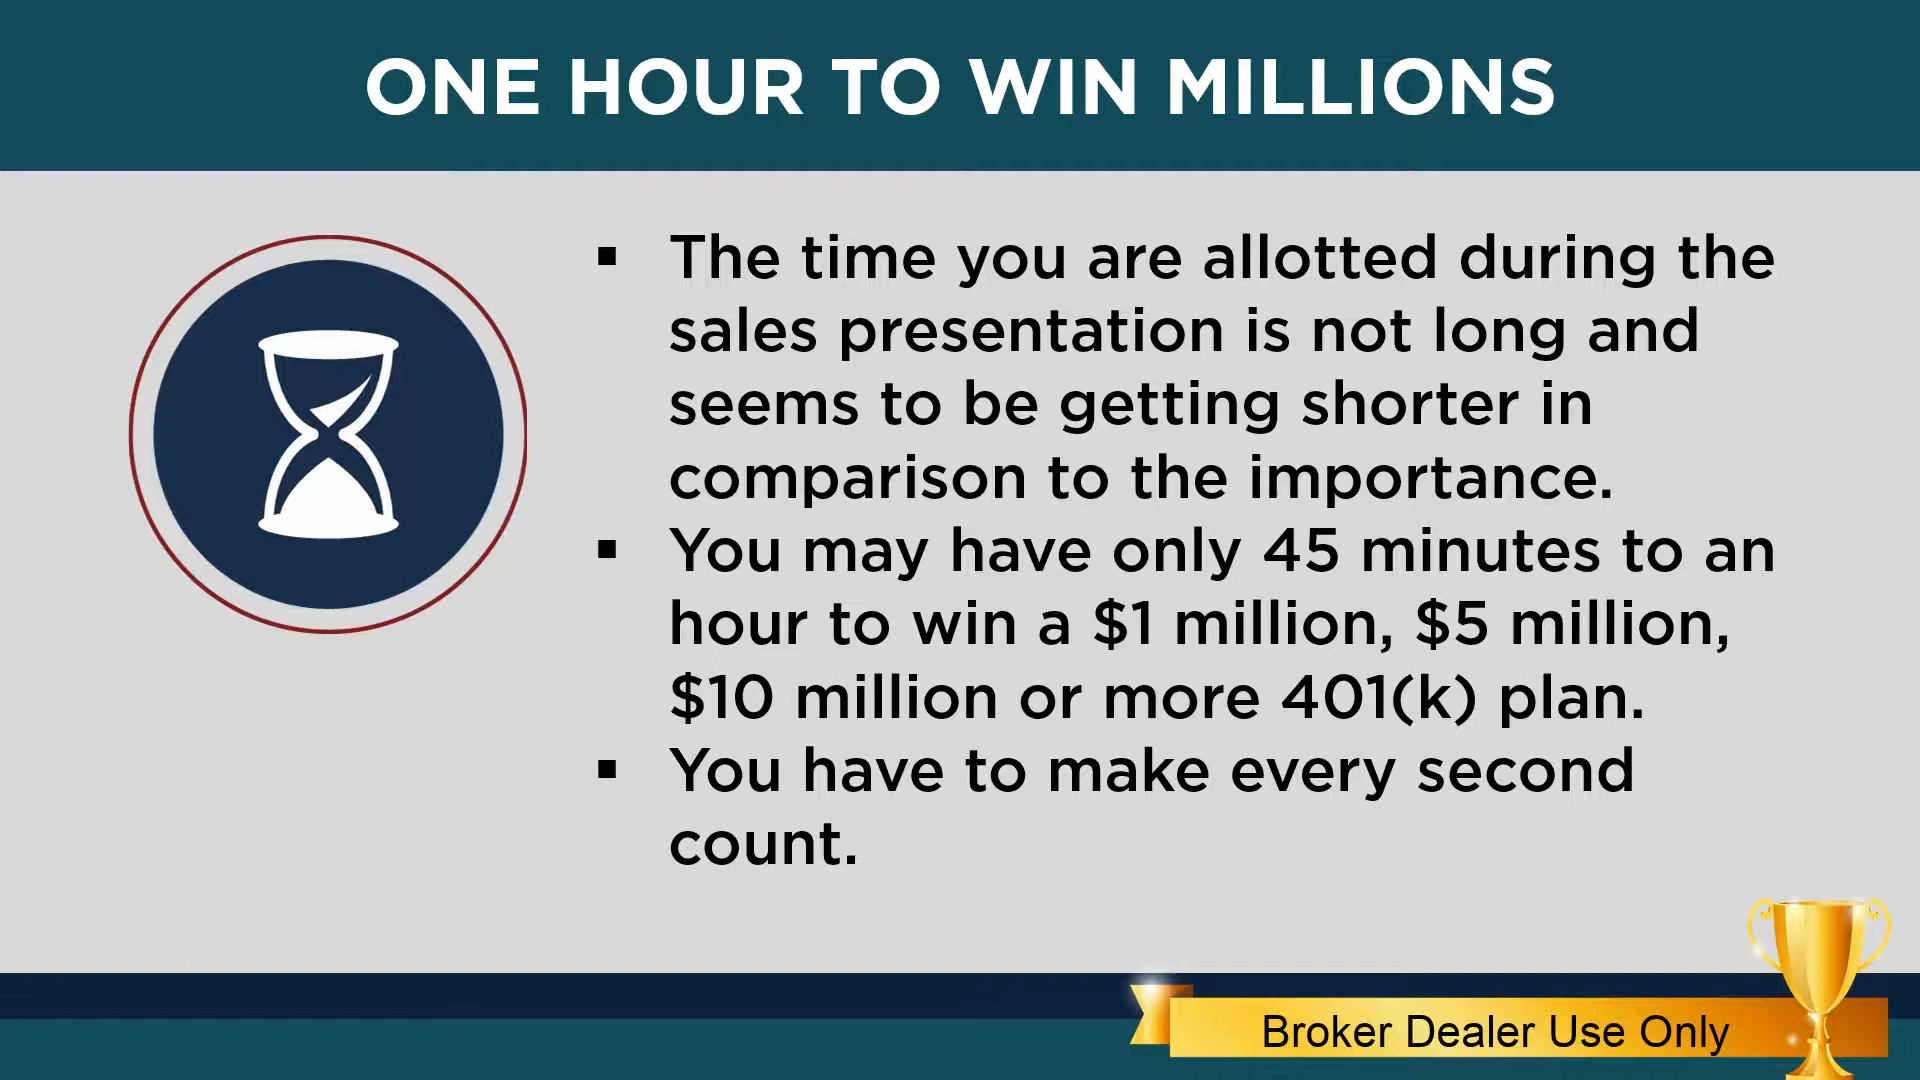 ONE HOUR TO WIN MILLIONS
▪ The time you are allotted during the
sales presentation is not long and
seems to be getting shorter in
comparison to the importance.
▪ You may have only 45 minutes to an
hour to win a $1 million, $5 million,
$10 million or more 401(k) plan.
▪ You have to make every second
count.
Broker Dealer Use Only